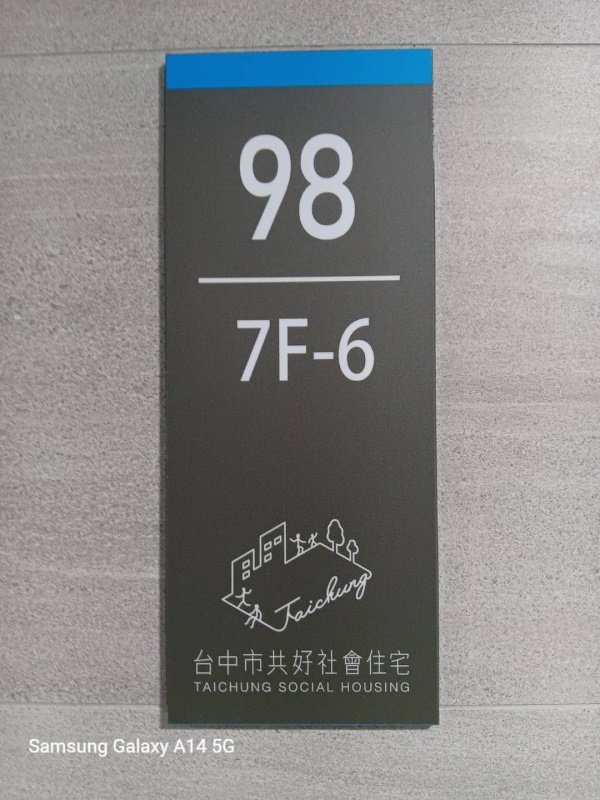 98
7F-6
Taichung
台中市共好社會住宅
TAICHUNG SOCIAL HOUSING
Samsung Galaxy A14 5G